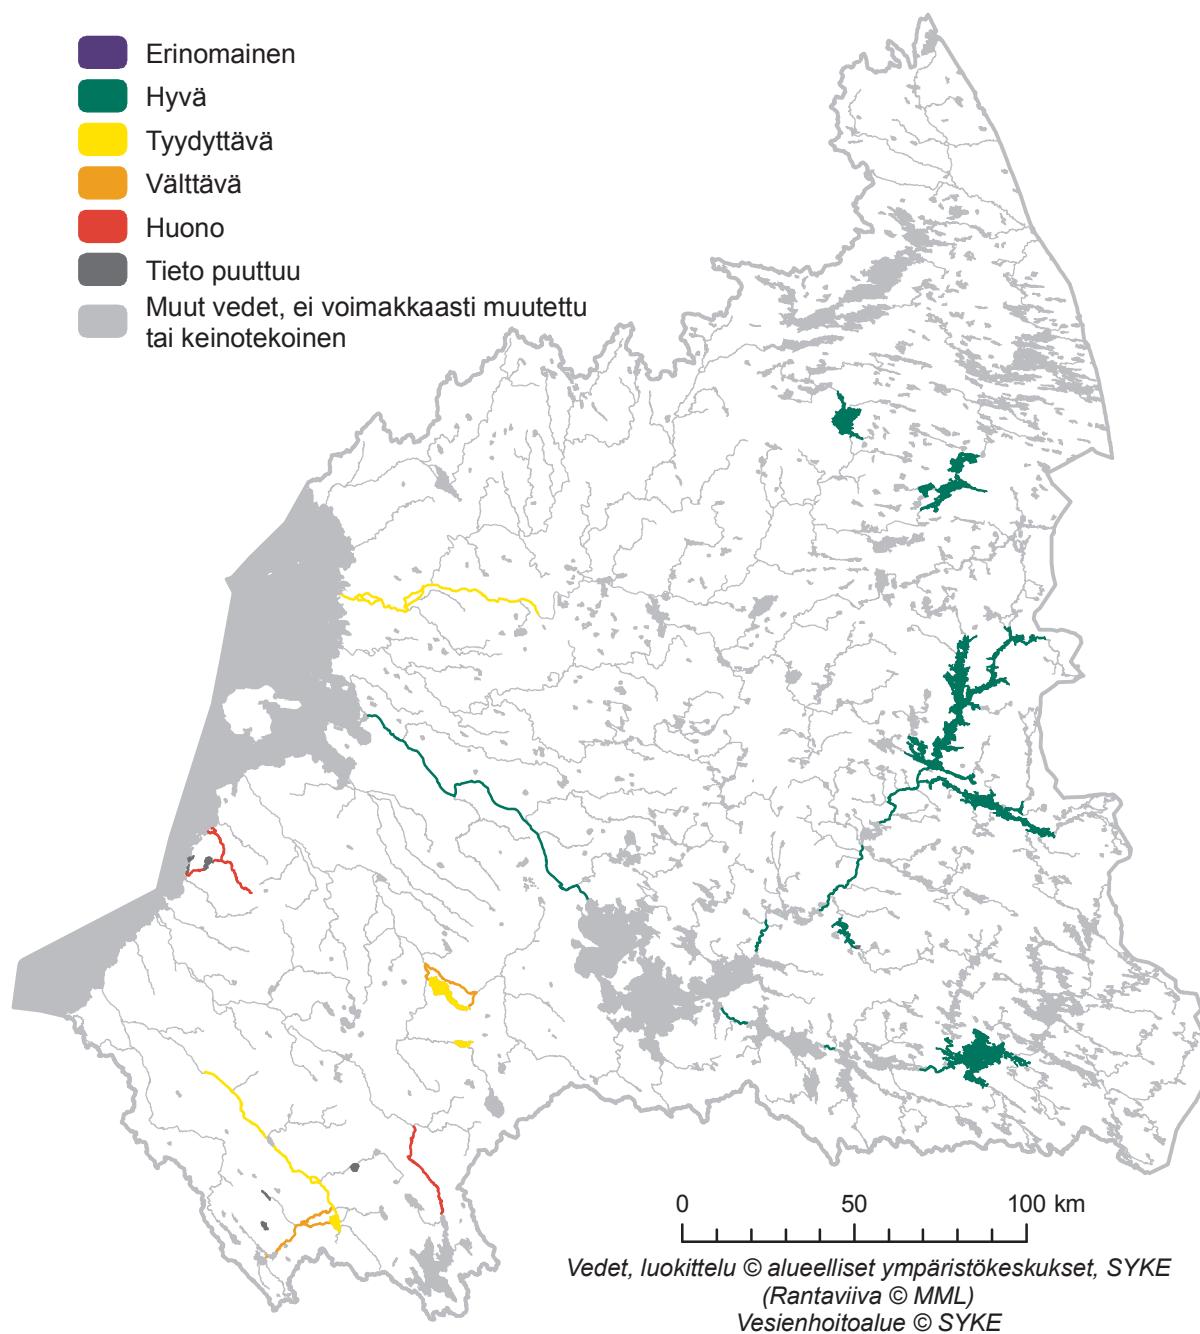 Erinomainen
Hyvä
Tyydyttävä
Välttävä
Huono
Tieto puuttuu
Muut vedet, ei voimakkaasti muutettu
tai keinotekoinen
0 50 100 km
Vedet, luokittelu © alueelliset ympäristökeskukset, SYKE
(Rantaviiva © MML)
Vesienhoitoalue © SYKE